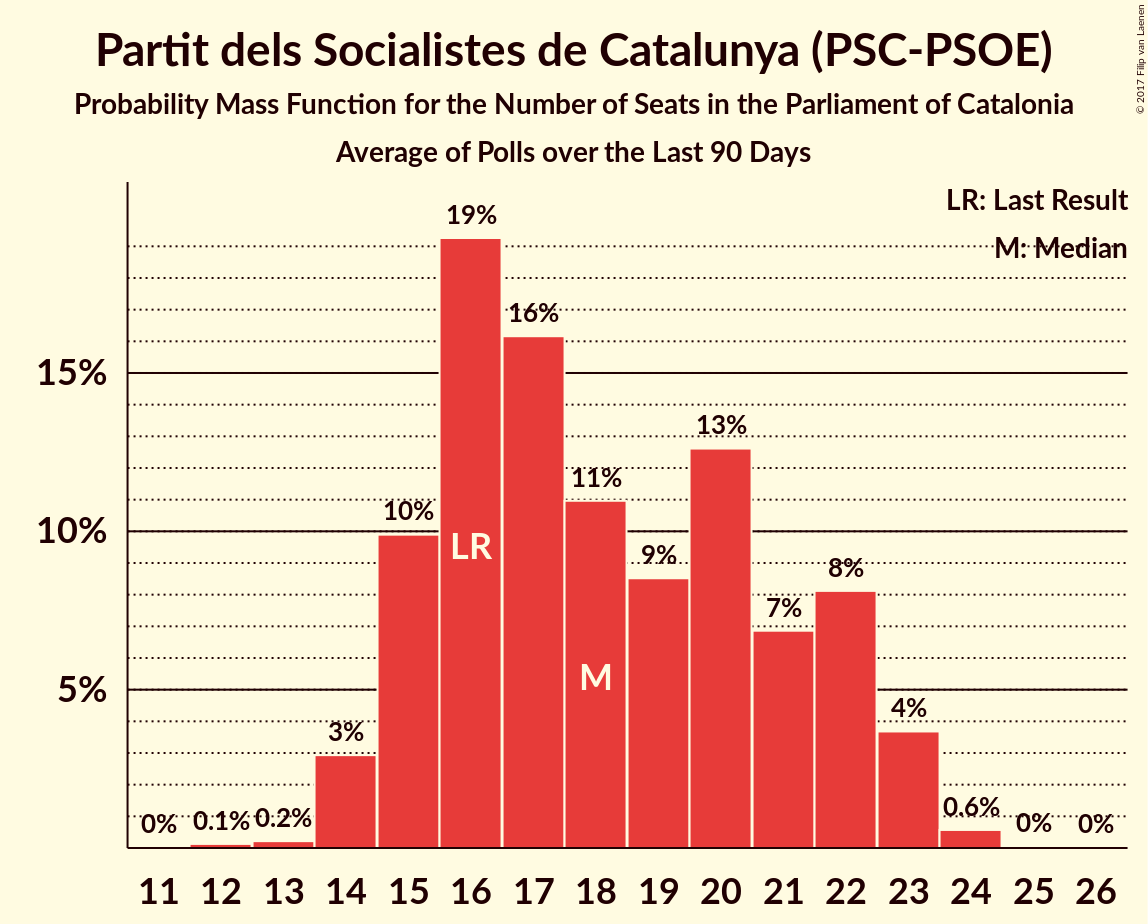 Partit dels Socialistes de Catalunya (PSC-PSOE)
Probability Mass Function for the Number of Seats in the Parliament of Catalonia
Average of Polls over the Last 90 Days
© 2017 Filip van Laenen
LR: Last Result
M: Median
19%
16%
15%
13%
11%
10%
10%
LR
9%
8%
7%
M
5%
4%
3%
0%
0.1%
0.2%
0.6%
0%
0%
11 12 13 14 15 16 17 18 19 20 21 22 23 24 25 26